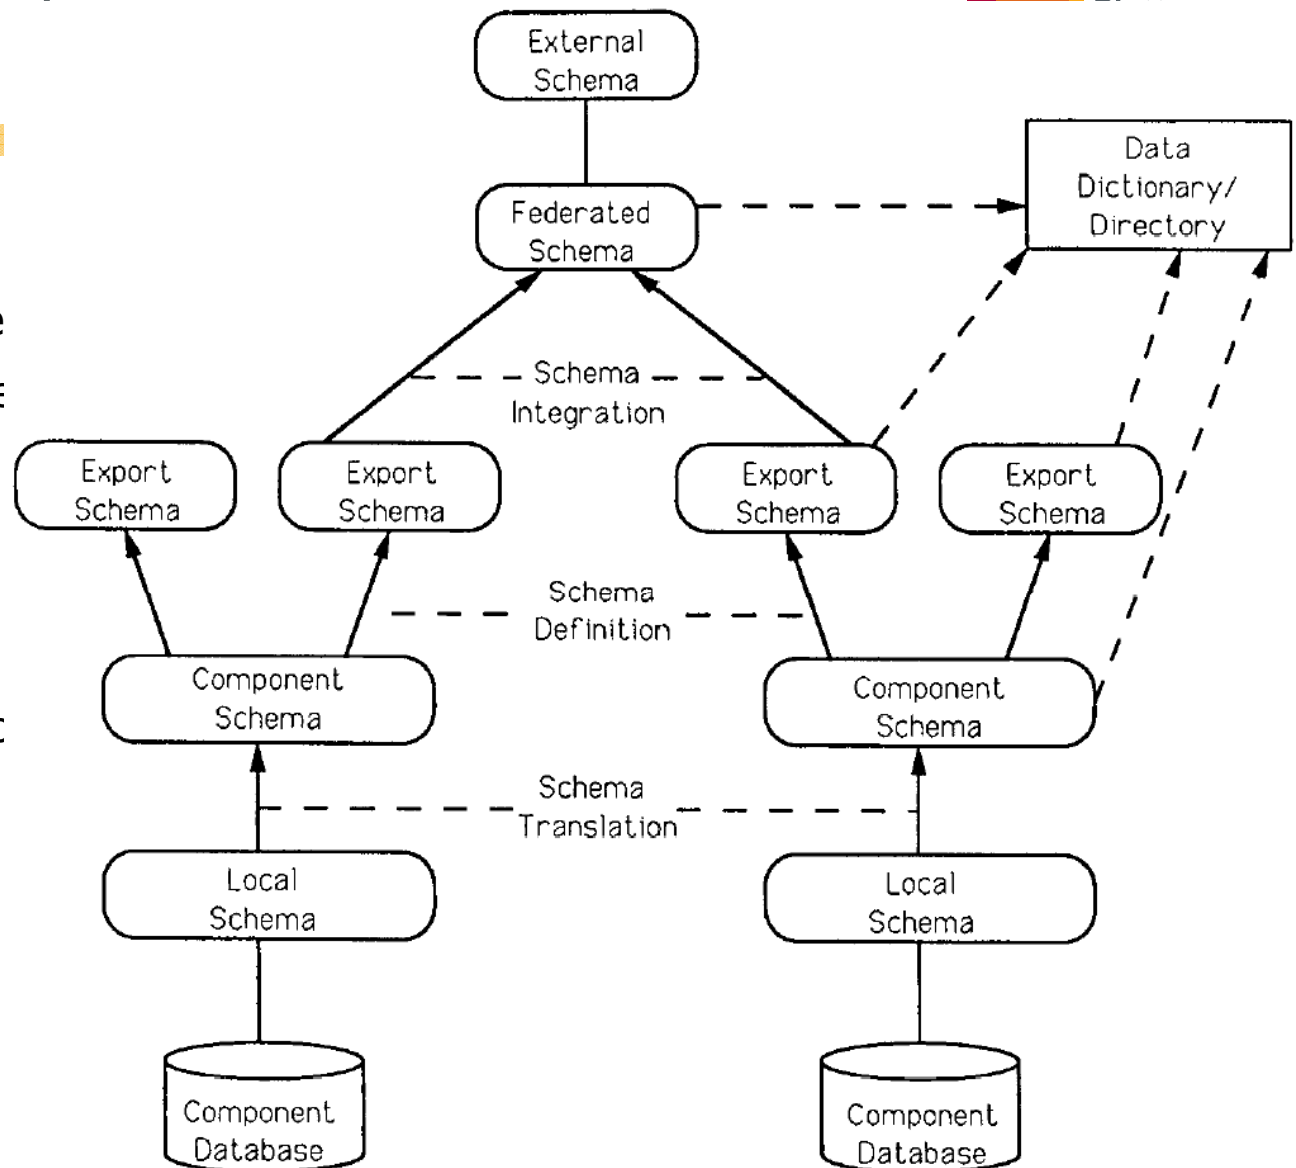 External
Schema
Data
Dictionary/
Directory
Federated
Schema
Schema
Integration
Export
Schema
Export
Schema
Export
Schema
Export
Schema
Schema
Definition
Component
Schema
Component
Schema
Schema
Translation
Local
Schema
Local
Schema
Component
Database
Component
Database